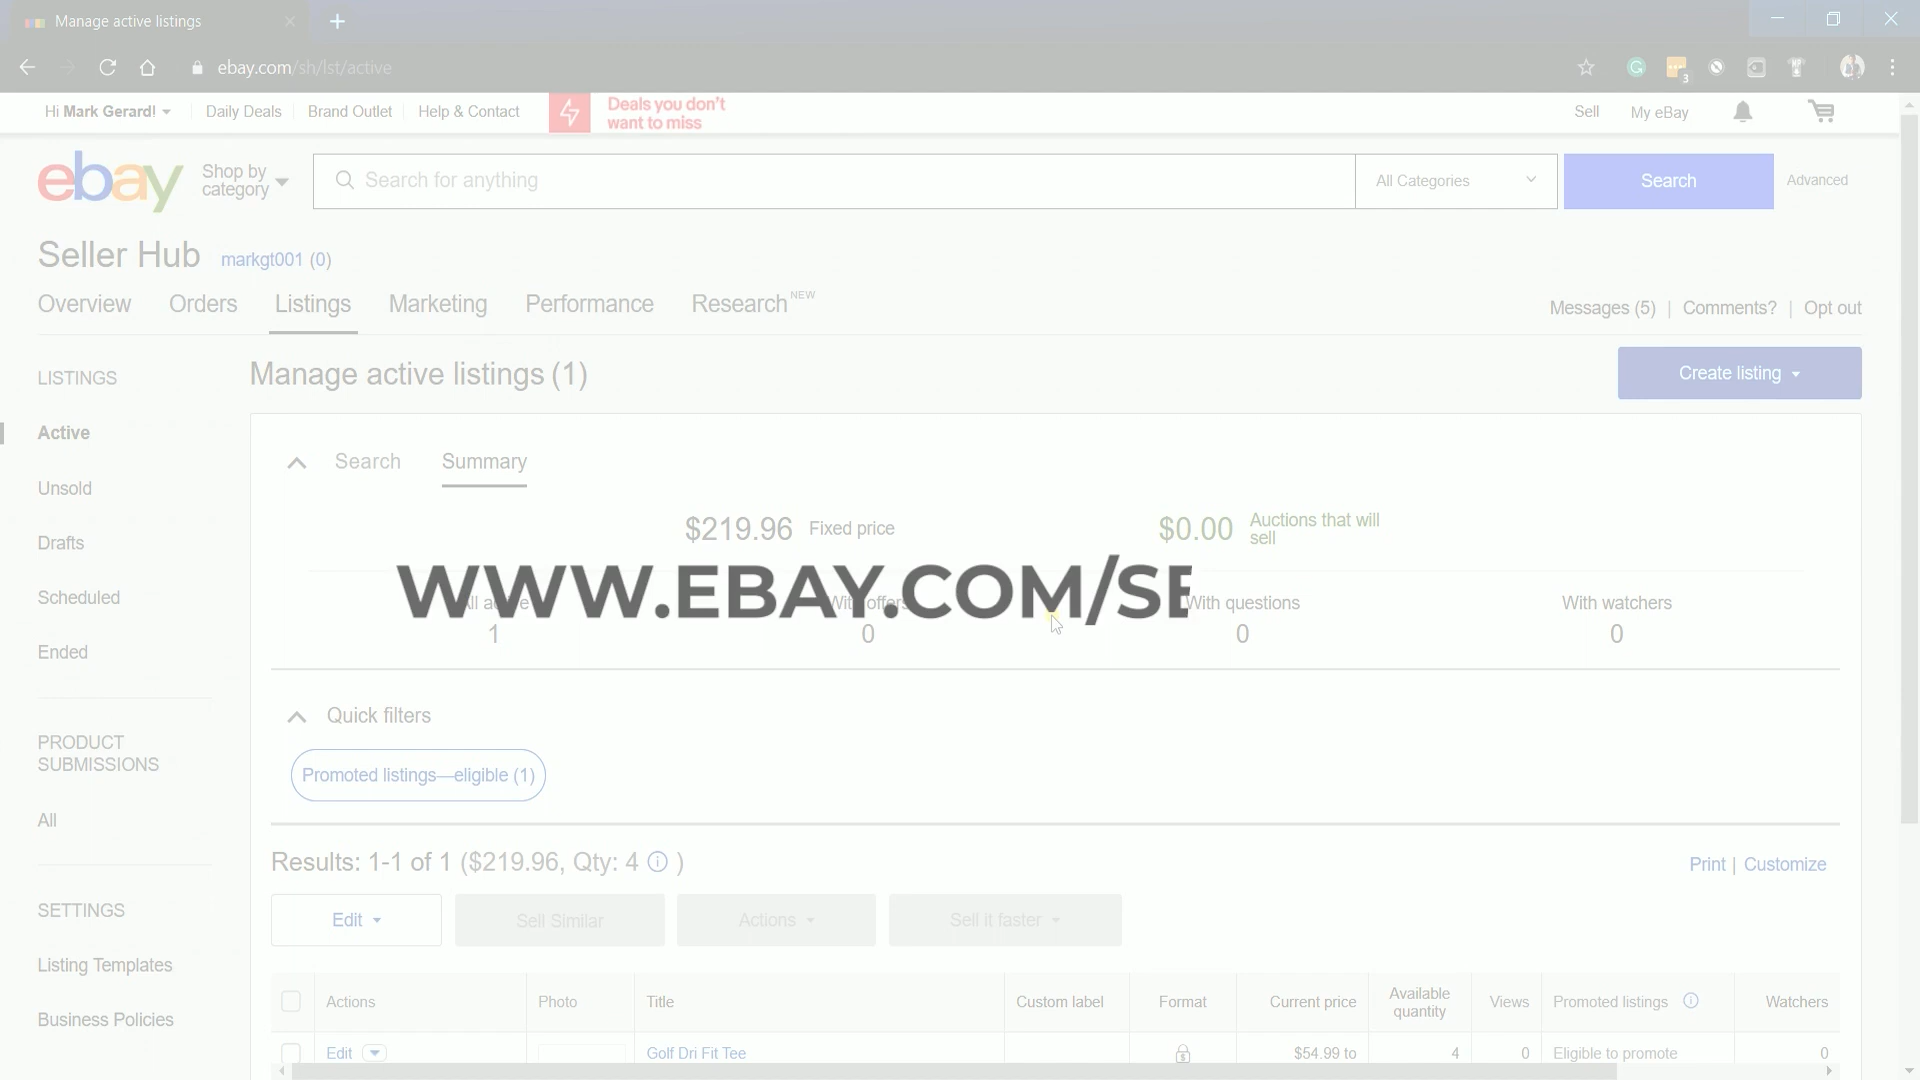 Manage active listings
ebay.com/sh/lst/active
3
Hi Mark Gerard! Daily Deals Brand Outlet Help & Contact Deals you don't want to miss Sell My eBay
ebay Shop by category Search for anything All Categories Search Advanced
Seller Hub markgt001 (0)
Overview Orders Listings Marketing Performance Research NEW Messages (5) | Comments? | Opt out
LISTINGS Manage active listings (1) Create listing
Active
Search Summary
Unsold
$219.96 Fixed price $0.00 Auctions that will sell
Drafts
WWW.EBAY.COM/SE
Scheduled All active With offers With questions With watchers
1 0 0 0
Ended
Quick filters
PRODUCT SUBMISSIONS
Promoted listings—eligible (1)
All
Results: 1-1 of 1 ($219.96, Qty: 4 ) Print | Customize
SETTINGS
Edit Sell Similar Actions Sell it faster
Listing Templates
Actions Photo Title Custom label Format Current price Available quantity Views Promoted listings Watchers
Business Policies
Edit Golf Dri Fit Tee $54.99 to 4 0 Eligible to promote 0